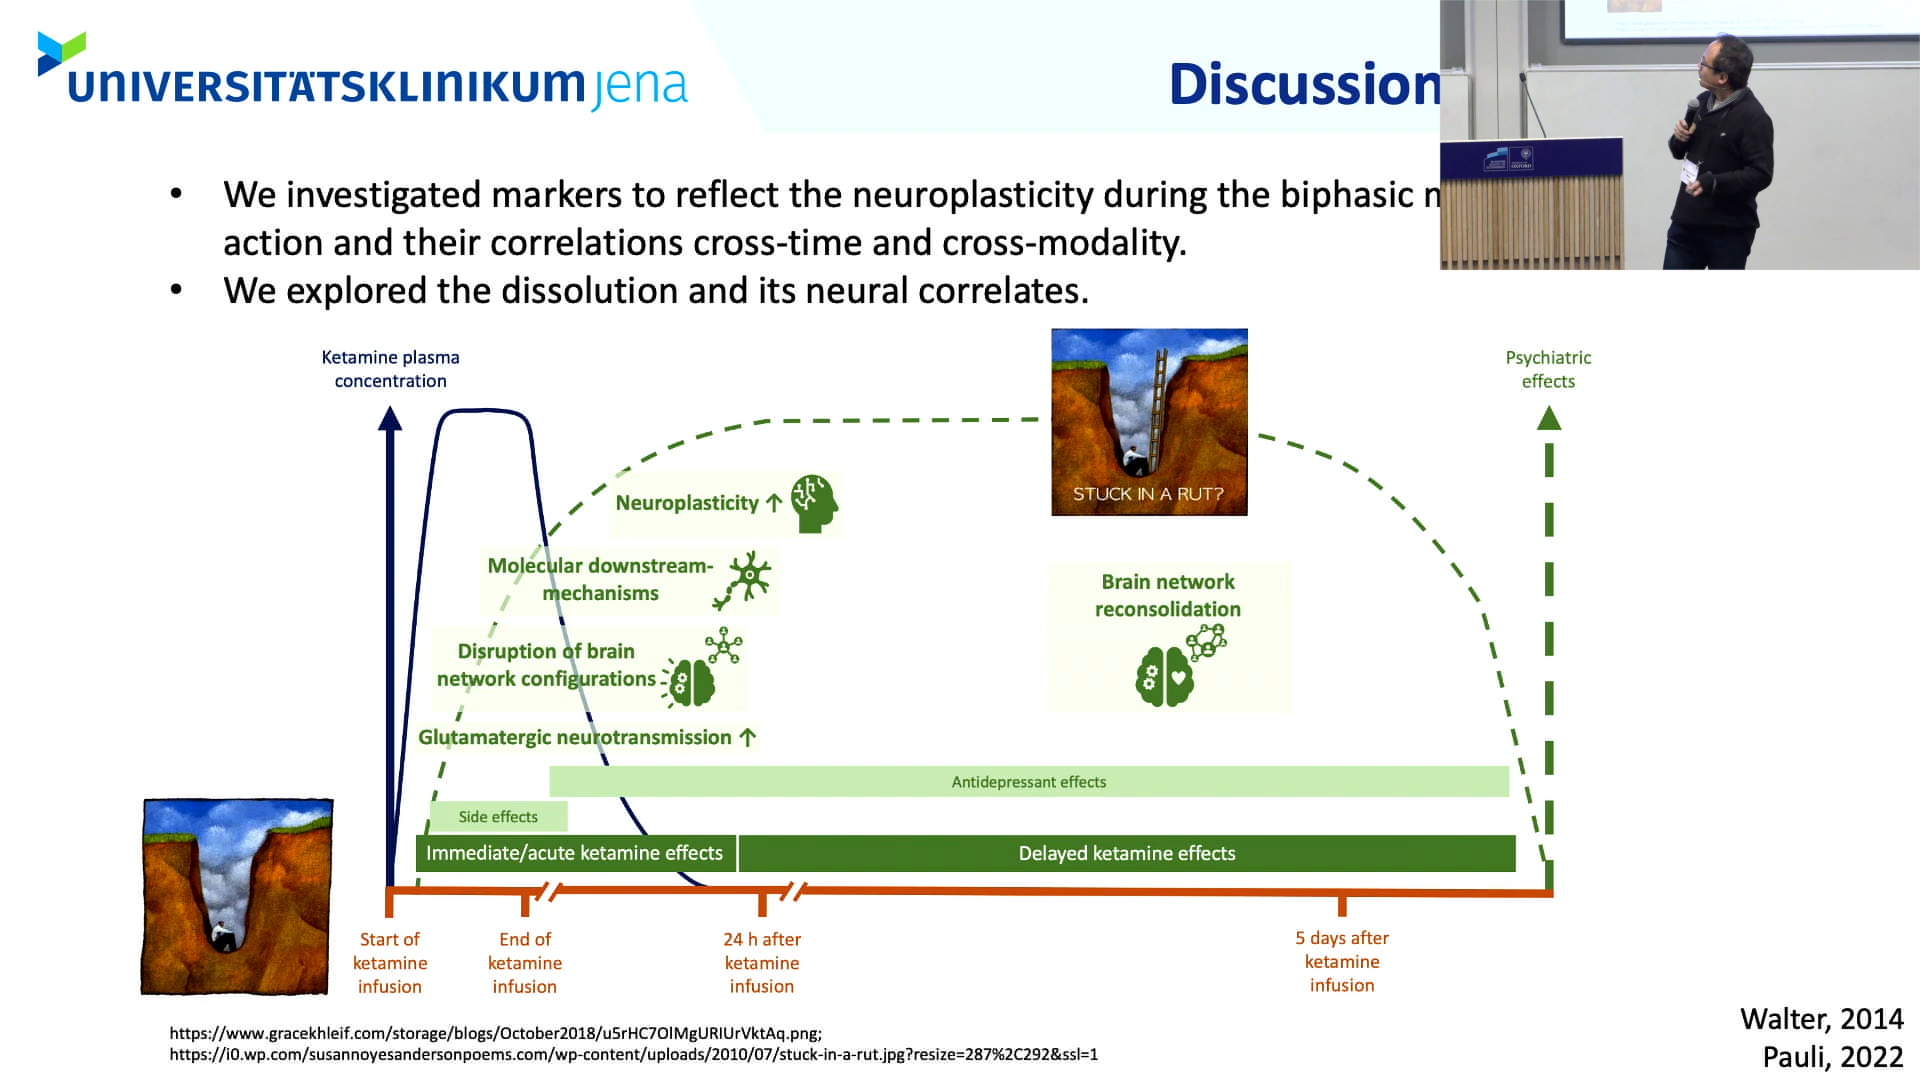 UNIVERSITÄTSKLINIKUM jena
Discussion
• We investigated markers to reflect the neuroplasticity during the biphasic
action and their correlations cross-time and cross-modality.
• We explored the dissolution and its neural correlates.
Ketamine plasma
concentration
Psychiatric
effects
STUCK IN A RUT?
Neuroplasticity ↑
Molecular downstream-
mechanisms
Brain network
reconsolidation
Disruption of brain
network configurations
Glutamatergic neurotransmission ↑
Antidepressant effects
Side effects
Immediate/acute ketamine effects
Delayed ketamine effects
Start of
ketamine
infusion
End of
ketamine
infusion
24 h after
ketamine
infusion
5 days after
ketamine
infusion
https://www.gracekhleif.com/storage/blogs/October2018/u5rHC7OlMgURlUrVktAq.png;
https://i0.wp.com/susannoyesandersonpoems.com/wp-content/uploads/2010/07/stuck-in-a-rut.jpg?resize=287%2C292&ssl=1
Walter, 2014
Pauli, 2022
OXFORD